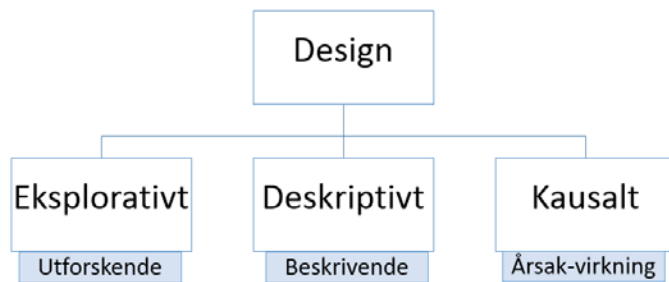 Design
Eksplorativt
Deskriptivt
Kausalt
Utforskende
Beskrivende
Årsak-virkning